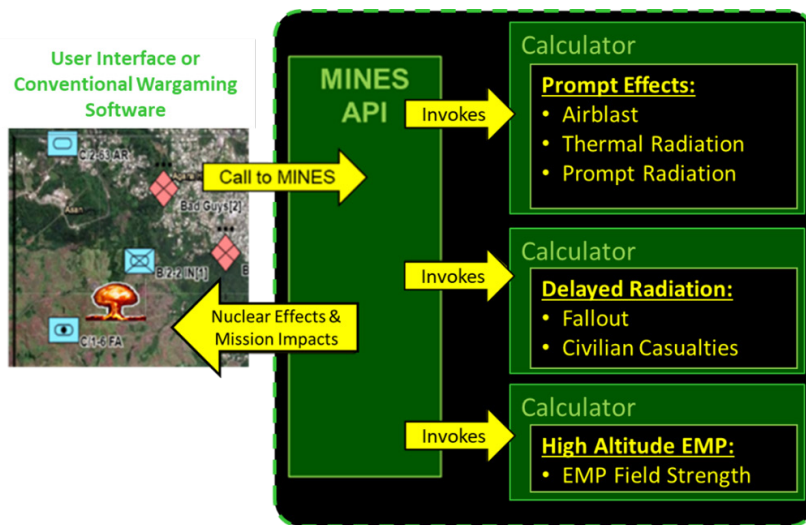 User Interface or
Conventional Wargaming
Software
C/2-63 AR
Bad Guys[2]
B/2-2 IN[1]
C/1-6 FA
Call to MINES
Nuclear Effects &
Mission Impacts
MINES
API
Invokes
Calculator
Prompt Effects:
• Airblast
• Thermal Radiation
• Prompt Radiation
Invokes
Calculator
Delayed Radiation:
• Fallout
• Civilian Casualties
Invokes
Calculator
High Altitude EMP:
• EMP Field Strength